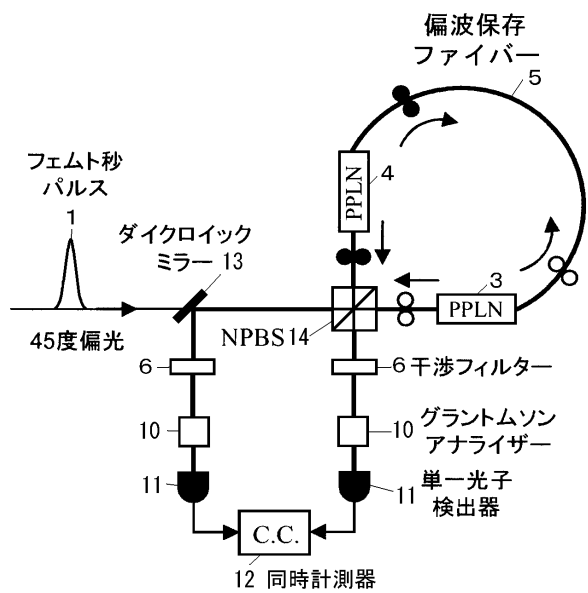 偏波保存
ファイバー
5
フェムト秒
パルス
1
4
PPLN
ダイクロイック
ミラー 13
3
PPLN
45度偏光
NPBS14
6
6 干渉フィルター
10
10
グラントムソン
アナライザー
11
11
単一光子
検出器
C.C.
12 同時計測器